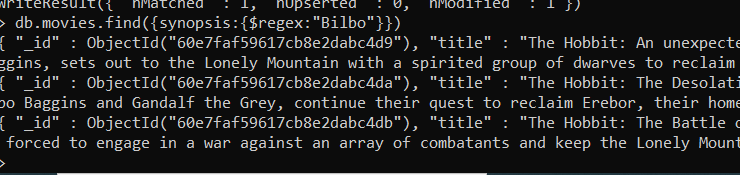 WriteResult({ "nMatched" : 1, "nUpserted" : 0, "nModified" : 1 })
> db.movies.find({synopsis:{$regex:"Bilbo"}})
{ "_id" : ObjectId("60e7faf59617cb8e2dabc4d9"), "title" : "The Hobbit: An unexpecte
ggins, sets out to the Lonely Mountain with a spirited group of dwarves to reclaim
{ "_id" : ObjectId("60e7faf59617cb8e2dabc4da"), "title" : "The Hobbit: The Desolati
bo Baggins and Gandalf the Grey, continue their quest to reclaim Erebor, their home
{ "_id" : ObjectId("60e7faf59617cb8e2dabc4db"), "title" : "The Hobbit: The Battle o
forced to engage in a war against an array of combatants and keep the Lonely Mount
>